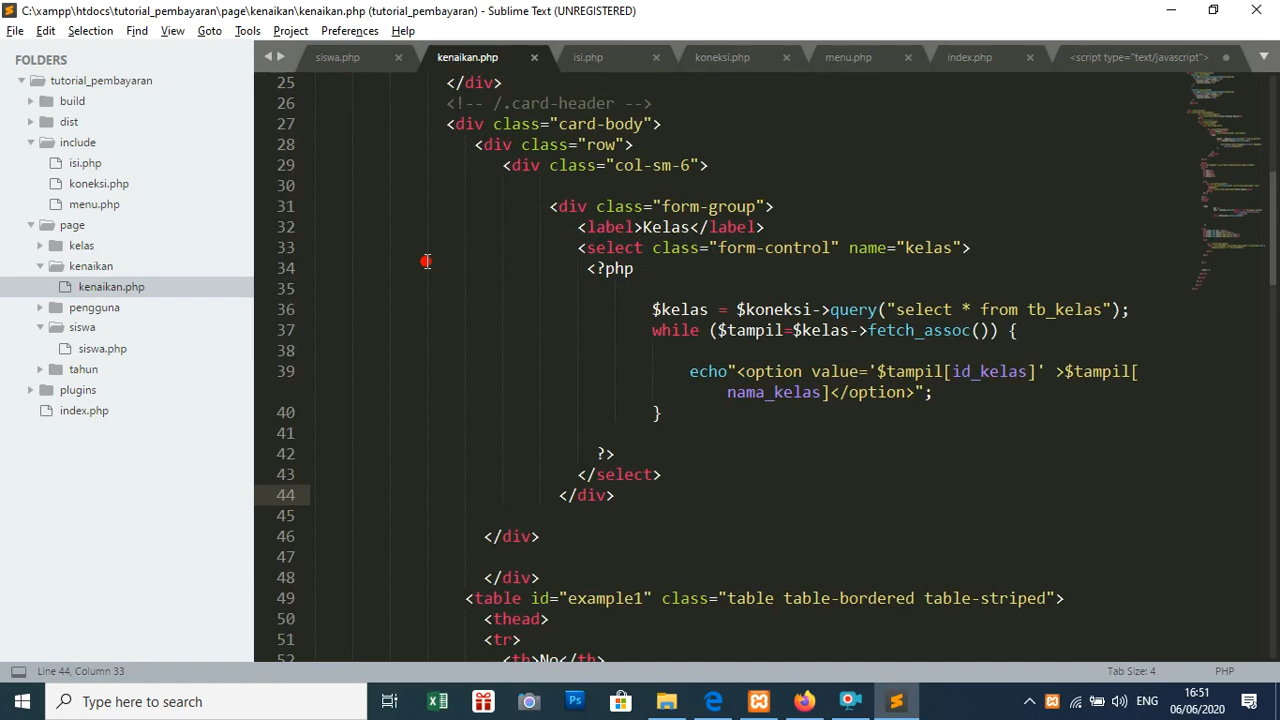 C:\xampp\htdocs\tutorial_pembayaran\page\kenaikan\kenaikan.php (tutorial_pembayaran) - Sublime Text (UNREGISTERED)
File Edit Selection Find View Goto Tools Project Preferences Help
FOLDERS
tutorial_pembayaran
build
dist
include
isi.php
koneksi.php
menu.php
page
kelas
kenaikan
kenaikan.php
pengguna
siswa
siswa.php
tahun
plugins
index.php
siswa.php kenaikan.php isi.php koneksi.php menu.php index.php <script type="text/javascript">
25 </div>
26 <!-- /.card-header -->
27 <div class="card-body">
28 <div class="row">
29 <div class="col-sm-6">
30
31 <div class="form-group">
32 <label>Kelas</label>
33 <select class="form-control" name="kelas">
34 <?php
35
36 $kelas = $koneksi->query("select * from tb_kelas");
37 while ($tampil=$kelas->fetch_assoc()) {
38
39 echo"<option value='$tampil[id_kelas]' >$tampil[
nama_kelas]</option>";
40 }
41
42 ?>
43 </select>
44 </div>
45
46 </div>
47
48 </div>
49 <table id="example1" class="table table-bordered table-striped">
50 <thead>
51 <tr>
52 <th>No</th>
Line 44, Column 33
Tab Size: 4 PHP
Type here to search
ENG
16:51
06/06/2020